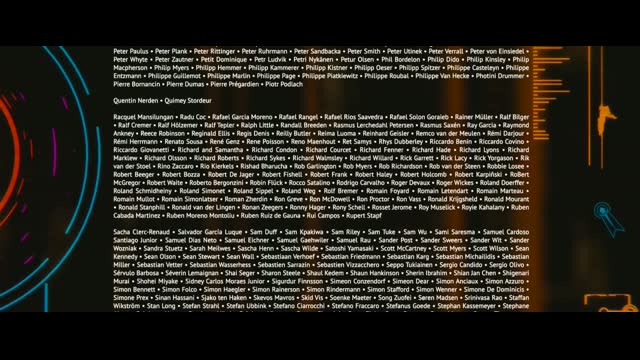 Peter Paulus • Peter Plank • Peter Rittinger • Peter Ruhrmann • Peter Sandbacka • Peter Smith • Peter Utinek • Peter Verrall • Peter von Einsiedel •
Peter Whyte • Peter Zautner • Petit Dominique • Petr Ludvik • Petri Nykänen • Petur Olsen • Phil Bordelon • Philip Dido • Philip Kinsley • Philip
Macpherson • Philip Myers • Philipp Hemmer • Philipp Kammerer • Philipp Kistner • Philipp Oeser • Philipp Spitzer • Philippe Casteleyn • Philippe
Entzmann • Philippe Guillemot • Philippe Marlin • Philippe Page • Philippe Piatkiewitz • Philippe Roubal • Philippe Van Hecke • Photini Drummer •
Pierre Bornancin • Pierre Dumas • Pierre Prégardien • Piotr Podlach
Quentin Nerden • Quimey Stordeur
Racquel Mansilungan • Radu Coc • Rafael Garcia Moreno • Rafael Rangel • Rafael Rios Saavedra • Rafael Solon Goraieb • Rainer Müller • Ralf Bilger
• Ralf Cremer • Ralf Hölzemer • Ralf Tepler • Ralph Little • Randall Breeden • Rasmus Lerchedahl Petersen • Rasmus Saxén • Ray Garcia • Raymond
Ankney • Reece Robinson • Reginald Ellis • Regis Denis • Reilly Butler • Reima Luoma • Reinhard Geisler • Remco van der Meulen • Rémi Darjour •
Rémi Herrmann • Renato Sousa • René Genz • Rene Poisson • Reno Maenhout • Ret Samys • Rhys Dubberley • Riccardo Benini • Riccardo Covino •
Riccardo Giovanetti • Richard and Samantha • Richard Condon • Richard Courcet • Richard Fenner • Richard Hade • Richard Lyons • Richard
Marklew • Richard Olsson • Richard Roberts • Richard Sykes • Richard Walmsley • Richard Willard • Rick Garrett • Rick Lacy • Rick Yorgason • Rik
van der Stoel • Rino Zaccaro • Rio Kierkels • Rishad Bharucha • Rob Garlington • Rob Meyers • Rob Richardson • Rob van der Veer • Robbe Loose •
Robert Beeger • Robert Bozza • Robert De Jager • Robert Fishell • Robert Frank • Robert Haley • Robert Holcomb • Robert Karpiński • RoBert
McGregor • Robert Waite • Roberto Bergonzini • Robin Flück • Rocco Satalino • Rodrigo Carvalho • Roger Devaux • Roger Wickes • Roland Doerffer •
Roland Schmidheiny • Roland Simonet • Roland Sippel • Roland Weg • Rolf Bremer • Romain Foyard • Romain Letendart • Romain Marteau •
Romain Mullot • Romain Simonlatser • Roman Zherdin • Ron Greve • Ron McDowell • Ron Proctor • Ron Vass • Ronald Krijgsheld • Ronald Mourant
• Ronald Stanphill • Ronald van der Lingen • Ronan Zeegers • Ronny Hagey • Rony Schell • Rosset Jerome • Roy Muselick • Royie Kahalany • Ruben
Cabada Martinez • Ruben Moreno Montoliu • Ruben Ruiz de Gauna • Rui Campos • Rupert Stapf
Sacha Clerc-Renaud • Salvador Garcia Luque • Sam Duff • Sam Kpakiwa • Sam Riley • Sam Tuke • Sam Wu • Sami Saresma • Samuel Cardoso
Santiago Junior • Samuel Dias Neto • Samuel Eichner • Samuel Gaehwiler • Samuel Rau • Sander Post • Sander Sweers • Sander Wit • Sander
Wozniak • Sandra Stuetz • Sarah Meilwes • Sascha Henn • Sascha Wilde • Satoshi Yamasaki • Scott McCartney • Scott Myers • Scott Wilson • Sean
Kennedy • Sean Olson • Sean Stewart • Sean Wall • Sebastiaan Verhoef • Sebastian Friedmann • Sebastian Karg • Sebastian Michailidis • Sebastian
Mueller • Sebastian Vetter • Sebastian Wasserhess • Sebastien Sarrazin • Sebastien Vizzacchero • Seppo Tukiainen • Sergio Candido • Sergio Olivo •
Sérvulo Barbosa • Séverin Lemaignan • Shai Seger • Sharon Steele • Shaul Kedem • Shaun Hankinson • Sherin Ibrahim • Shian Jan Chen • Shigenari
Murai • Shohei Miyake • Sidney Carlos Moraes Junior • Sigurdur Finnsson • Simeon Conzendorf • Simeon Dear • Simon Anciaux • Simon Azzuro •
Simon Bennett • Simon Folco • Simon Haegler • Simon Rainerson • Simon Rindermann • Simon Stafford • Simon Wenner • Simone De Dominicis •
Simone Prex • Sinan Hassani • Sjako ten Haken • Skevos Mavros • Skid Vis • Soenke Maeter • Song Zuofei • Søren Madsen • Srinivasa Rao • Staffan
Wikström • Stan Long • Stefan Strahl • Stefan Ubbink • Stefano Ciarrocchi • Stefano Fraccaro • Stefanus Goede • Stephan Kassemeyer • Stephane